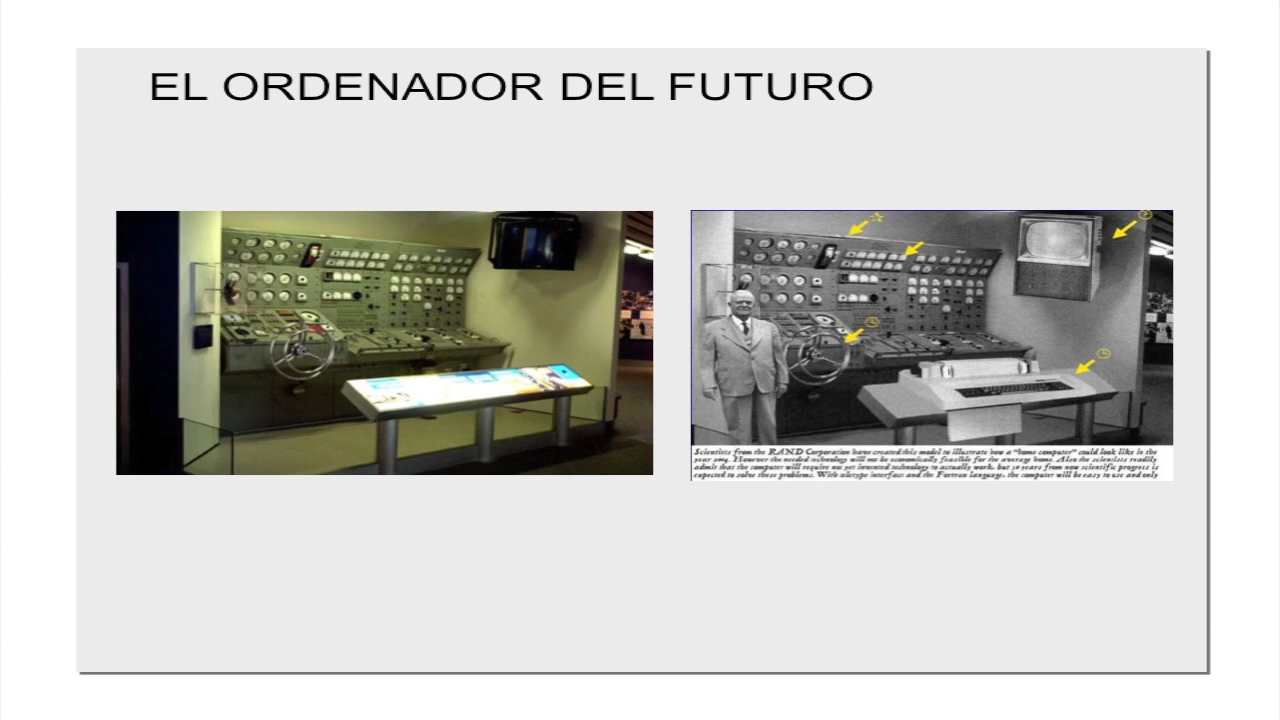 EL ORDENADOR DEL FUTURO
Scientists from the RAND Corporation have created this model to illustrate how a "home computer" could look like in the
year 2004. However the needed technology will not be economically feasible for the average home. Also the scientists readily
admit that the computer will require not yet invented technology to actually work, but 50 years from now scientific progress is
expected to solve these problems. With teletype interface and the Fortran language, the computer will be easy to use and only